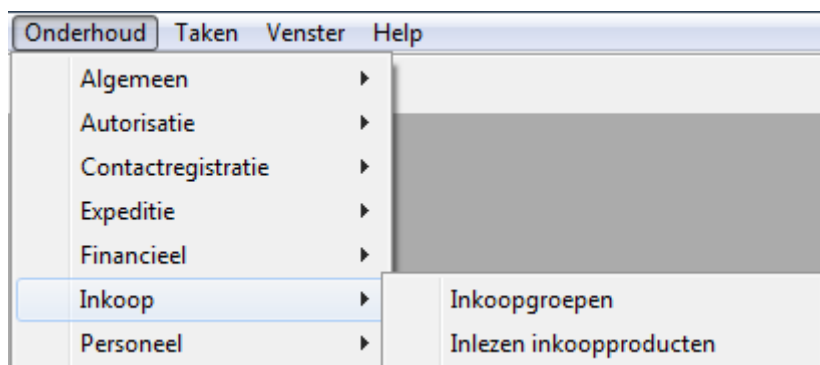 Onderhoud Taken Venster Help
Algemeen
Autorisatie
Contactregistratie
Expeditie
Financieel
Inkoop Inkoopgroepen
Personeel Inlezen inkoopproducten